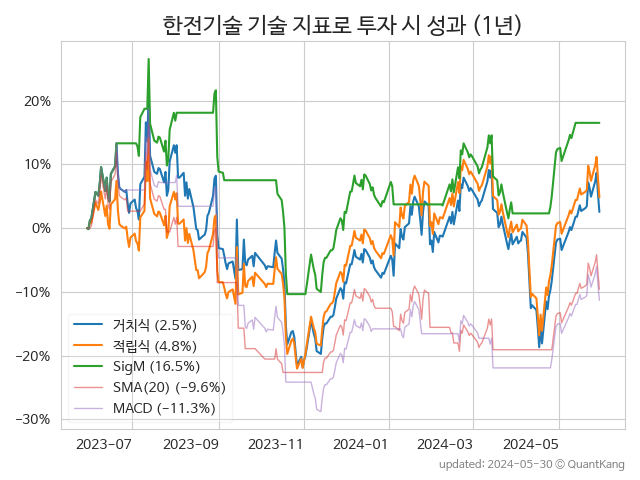 한전기술 기술 지표로 투자 시 성과 (1년)
20%
10%
0%
−10%
−20%
−30%
거치식 (2.5%)
적립식 (4.8%)
SigM (16.5%)
SMA(20) (−9.6%)
MACD (−11.3%)
2023-07 2023-09 2023-11 2024-01 2024-03 2024-05
updated: 2024-05-30 © QuantKang